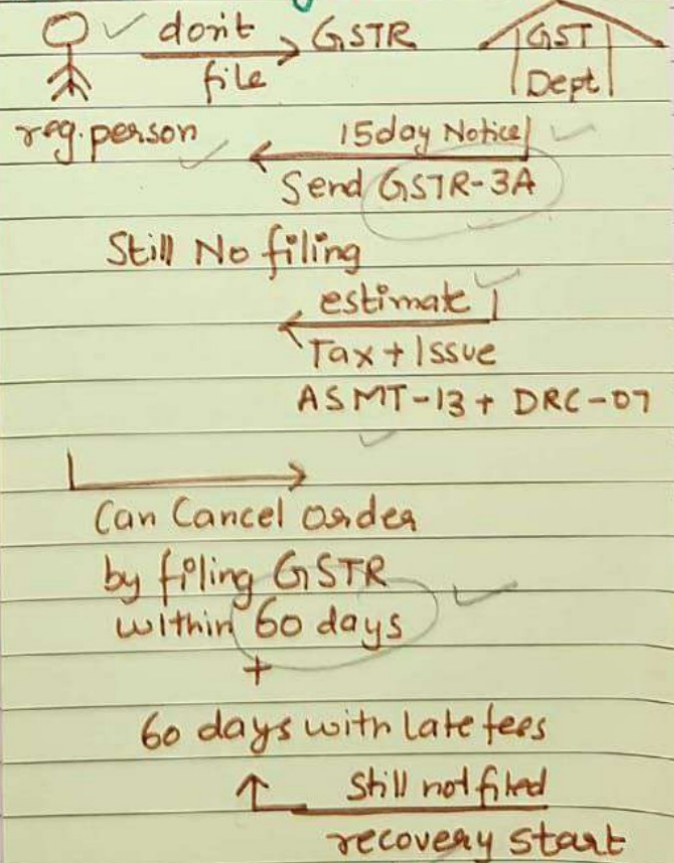 don't GSTR GST
file Dept
reg.person 15day Notice
Send GSTR-3A
Still No filing
estimate
Tax + Issue
ASMT-13 + DRC-07
Can Cancel order
by filing GSTR
within 60 days
+
60 days with Late fees
Still not filed
recovery start